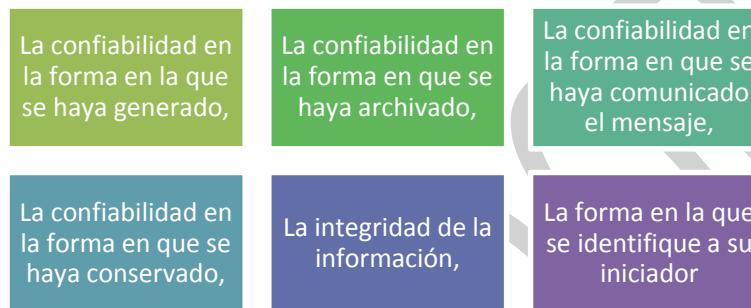 La confiabilidad en
la forma en la que
se haya generado,
La confiabilidad en
la forma en que se
haya archivado,
La confiabilidad en
la forma en que se
haya comunicado
el mensaje,
La confiabilidad en
la forma en que se
haya conservado,
La integridad de la
información,
La forma en la que
se identifique a su
iniciador